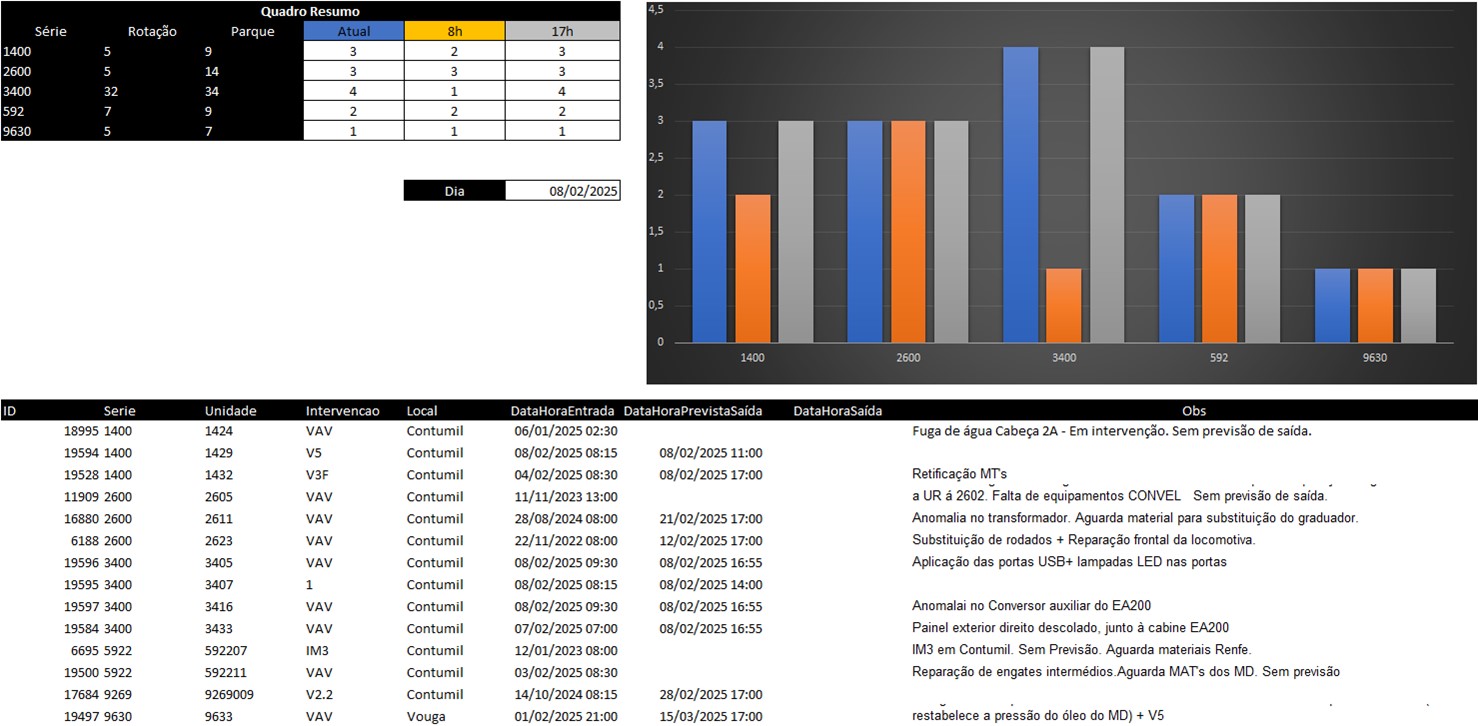 Quadro Resumo
Série Rotação Parque Atual 8h 17h
1400 5 9 3 2 3
2600 5 14 3 3 3
3400 32 34 4 1 4
592 7 9 2 2 2
9630 5 7 1 1 1
Dia 08/02/2025
4,5
4
3,5
3
2,5
2
1,5
1
0,5
0
1400 2600 3400 592 9630
ID Serie Unidade Intervencao Local DataHoraEntrada DataHoraPrevistaSaída DataHoraSaída Obs
18995 1400 1424 VAV Contumil 06/01/2025 02:30 Fuga de água Cabeça 2A - Em intervenção. Sem previsão de saída.
19594 1400 1429 V5 Contumil 08/02/2025 08:15 08/02/2025 11:00
19528 1400 1432 V3F Contumil 04/02/2025 08:30 08/02/2025 17:00 Retificação MT's
11909 2600 2605 VAV Contumil 11/11/2023 13:00 a UR á 2602. Falta de equipamentos CONVEL Sem previsão de saída.
16880 2600 2611 VAV Contumil 28/08/2024 08:00 21/02/2025 17:00 Anomalia no transformador. Aguarda material para substituição do graduador.
6188 2600 2623 VAV Contumil 22/11/2022 08:00 12/02/2025 17:00 Substituição de rodados + Reparação frontal da locomotiva.
19596 3400 3405 VAV Contumil 08/02/2025 09:30 08/02/2025 16:55 Aplicação das portas USB+ lampadas LED nas portas
19595 3400 3407 1 Contumil 08/02/2025 08:15 08/02/2025 14:00
19597 3400 3416 VAV Contumil 08/02/2025 09:30 08/02/2025 16:55 Anomalai no Conversor auxiliar do EA200
19584 3400 3433 VAV Contumil 07/02/2025 07:00 08/02/2025 16:55 Painel exterior direito descolado, junto à cabine EA200
6695 5922 592207 IM3 Contumil 12/01/2023 08:00 IM3 em Contumil. Sem Previsão. Aguarda materiais Renfe.
19500 5922 592211 VAV Contumil 03/02/2025 08:30 Reparação de engates intermédios.Aguarda MAT's dos MD. Sem previsão
17684 9269 9269009 V2.2 Contumil 14/10/2024 08:15 28/02/2025 17:00
19497 9630 9633 VAV Vouga 01/02/2025 21:00 15/03/2025 17:00 restabelece a pressão do óleo do MD) + V5